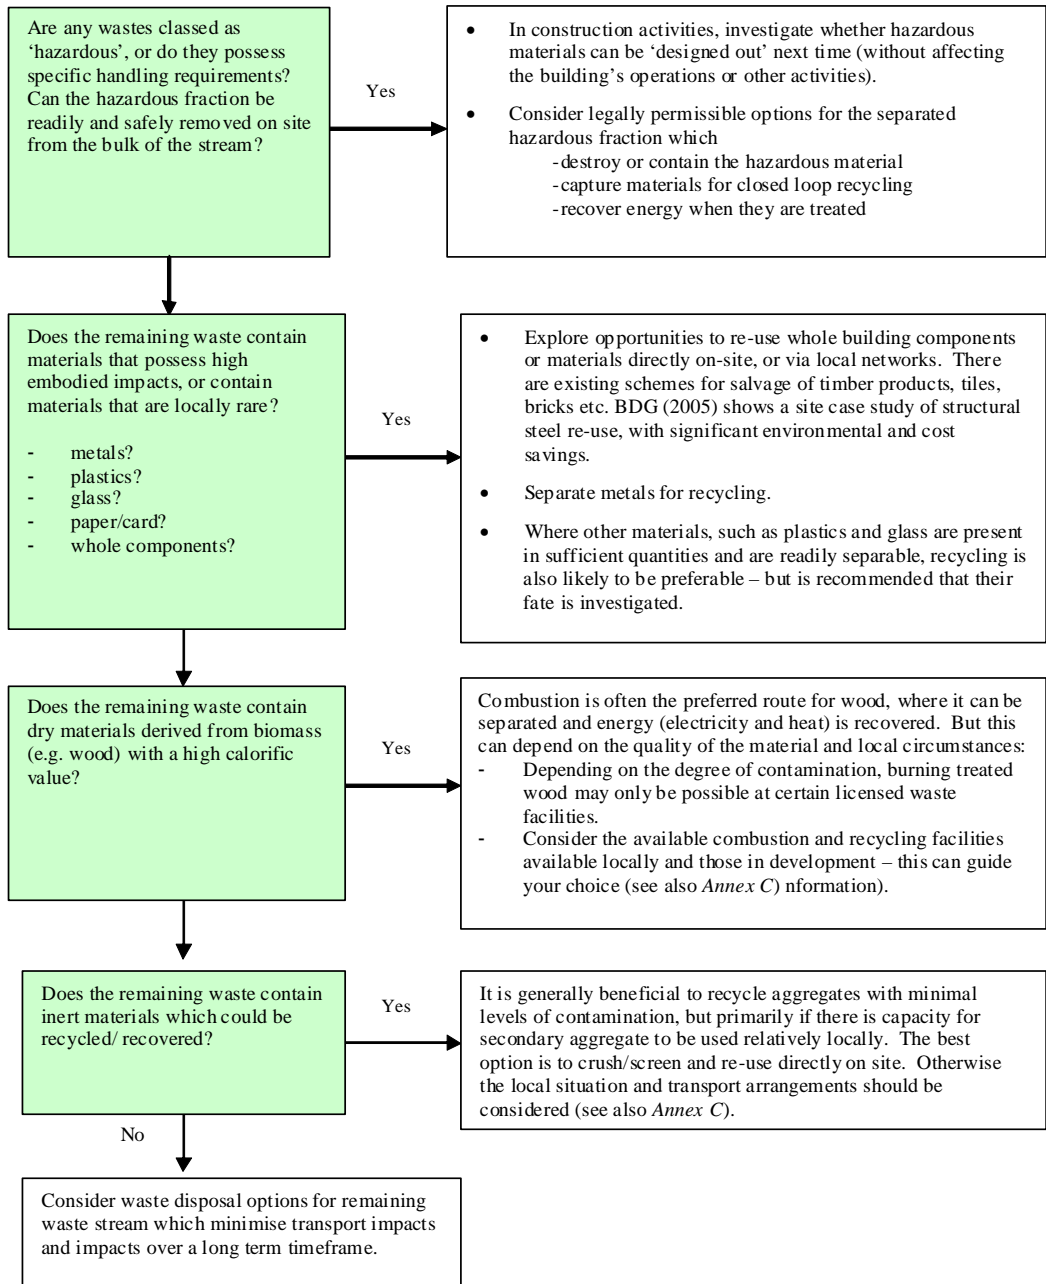 Are any wastes classed as
‘hazardous’, or do they possess
specific handling requirements?
Can the hazardous fraction be
readily and safely removed on site
from the bulk of the stream?
Yes
• In construction activities, investigate whether hazardous
materials can be ‘designed out’ next time (without affecting
the building’s operations or other activities).
• Consider legally permissible options for the separated
hazardous fraction which
-destroy or contain the hazardous material
-capture materials for closed loop recycling
-recover energy when they are treated
Does the remaining waste contain
materials that possess high
embodied impacts, or contain
materials that are locally rare?
- metals?
- plastics?
- glass?
- paper/card?
- whole components?
Yes
• Explore opportunities to re-use whole building components
or materials directly on-site, or via local networks. There
are existing schemes for salvage of timber products, tiles,
bricks etc. BDG (2005) shows a site case study of structural
steel re-use, with significant environmental and cost
savings.
• Separate metals for recycling.
• Where other materials, such as plastics and glass are present
in sufficient quantities and are readily separable, recycling is
also likely to be preferable – but is recommended that their
fate is investigated.
Does the remaining waste contain
dry materials derived from biomass
(e.g. wood) with a high calorific
value?
Yes
Combustion is often the preferred route for wood, where it can be
separated and energy (electricity and heat) is recovered. But this
can depend on the quality of the material and local circumstances:
- Depending on the degree of contamination, burning treated
wood may only be possible at certain licensed waste
facilities.
- Consider the available combustion and recycling facilities
available locally and those in development – this can guide
your choice (see also Annex C) nformation).
Does the remaining waste contain
inert materials which could be
recycled/ recovered?
Yes
It is generally beneficial to recycle aggregates with minimal
levels of contamination, but primarily if there is capacity for
secondary aggregate to be used relatively locally. The best
option is to crush/screen and re-use directly on site. Otherwise
the local situation and transport arrangements should be
considered (see also Annex C).
No
Consider waste disposal options for remaining
waste stream which minimise transport impacts
and impacts over a long term timeframe.